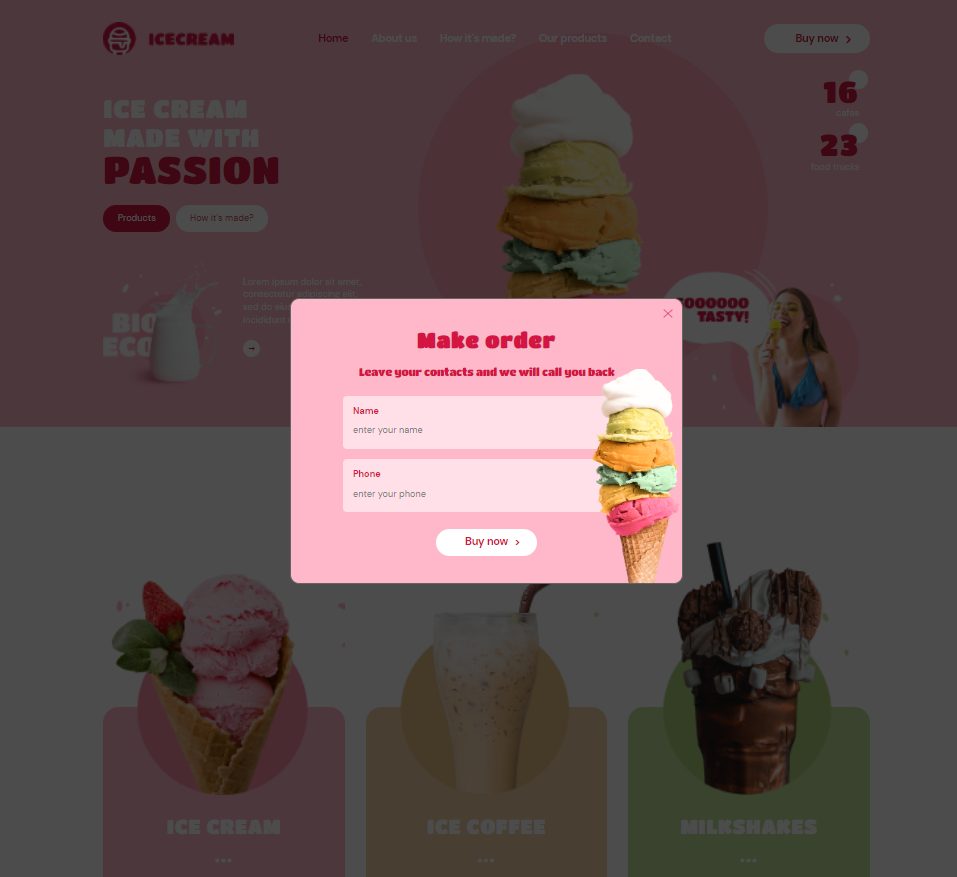 ICECREAM
Home About us How it's made? Our products Contact
Buy now
ICE CREAM
MADE WITH
PASSION
Products
How it's made?
16
cafes
23
food trucks
Lorem ipsum dolor sit amet,
consectetur adipiscing elit,
sed do
incididunt
BIO
ECO
TASTY!
Make order
Leave your contacts and we will call you back
Name
enter your name
Phone
enter your phone
Buy now
ICE CREAM
ICE COFFEE
MILKSHAKES